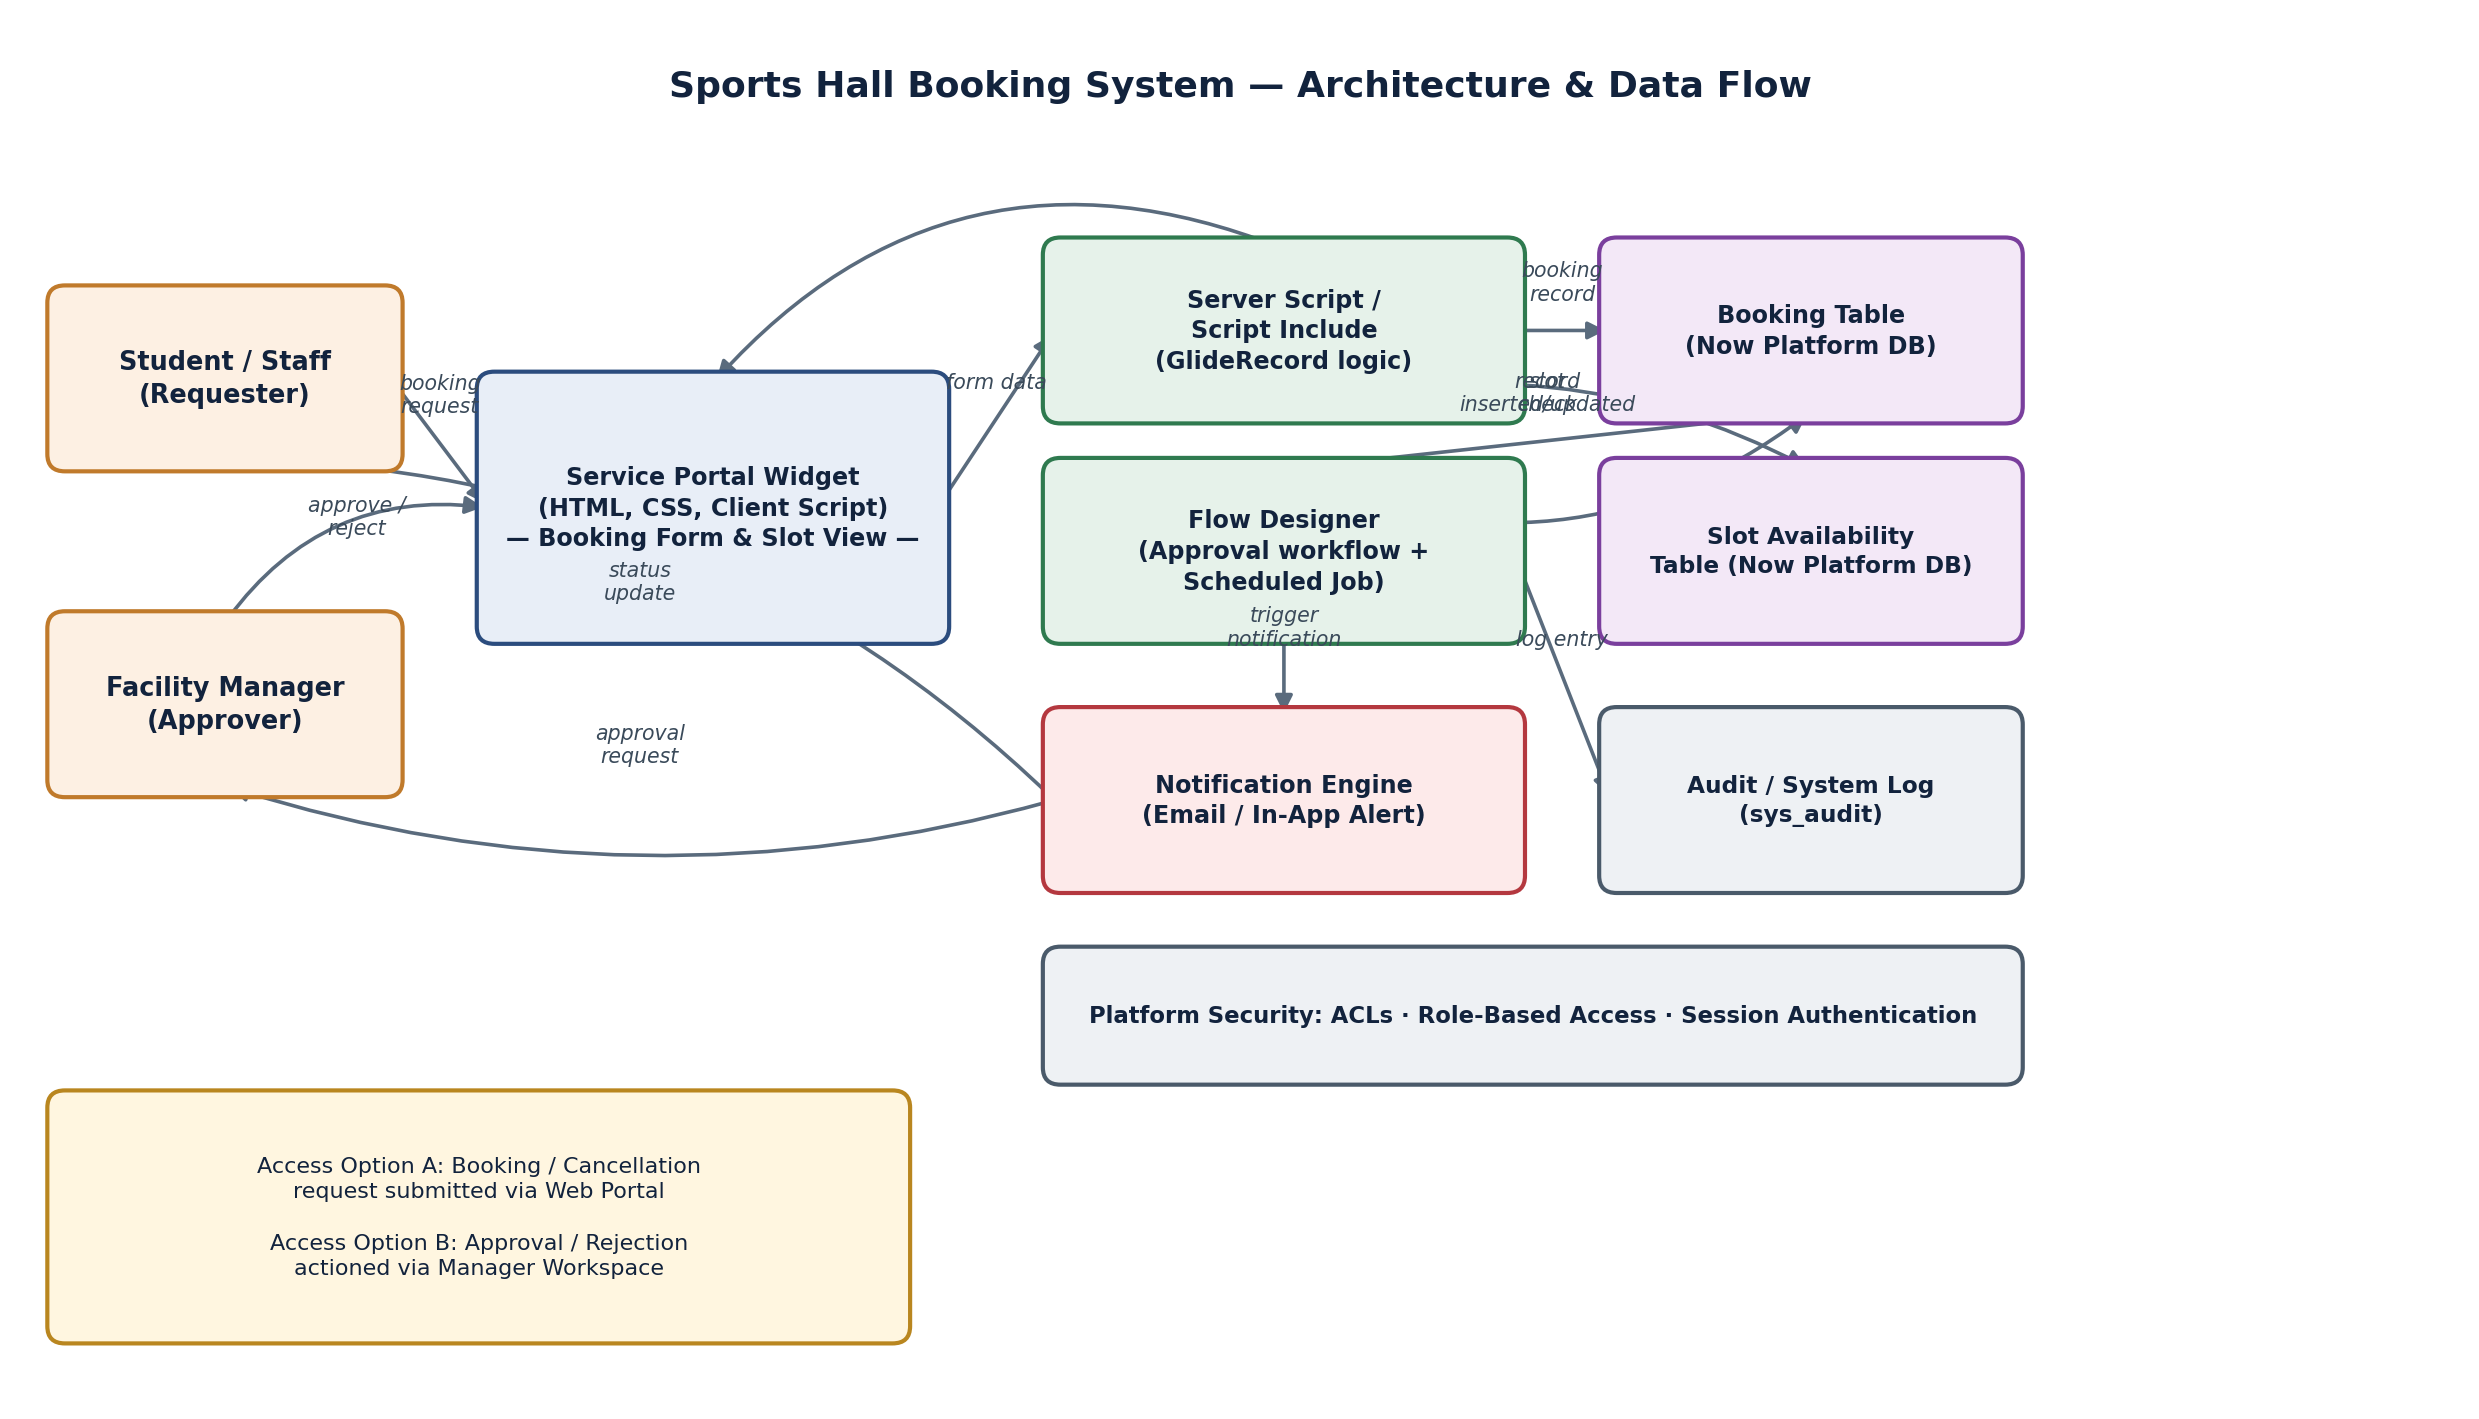 Sports Hall Booking System — Architecture & Data Flow
Student / Staff
(Requester)
booking
request
Service Portal Widget
(HTML, CSS, Client Script)
— Booking Form & Slot View —
status
update
form data
Server Script /
Script Include
(GlideRecord logic)
booking
record
Booking Table
(Now Platform DB)
record
inserted/updated
slot
check
approve /
reject
Flow Designer
(Approval workflow +
Scheduled Job)
trigger
notification
Slot Availability
Table (Now Platform DB)
log entry
Facility Manager
(Approver)
approval
request
Notification Engine
(Email / In-App Alert)
Audit / System Log
(sys_audit)
Platform Security: ACLs · Role-Based Access · Session Authentication
Access Option A: Booking / Cancellation
request submitted via Web Portal
Access Option B: Approval / Rejection
actioned via Manager Workspace